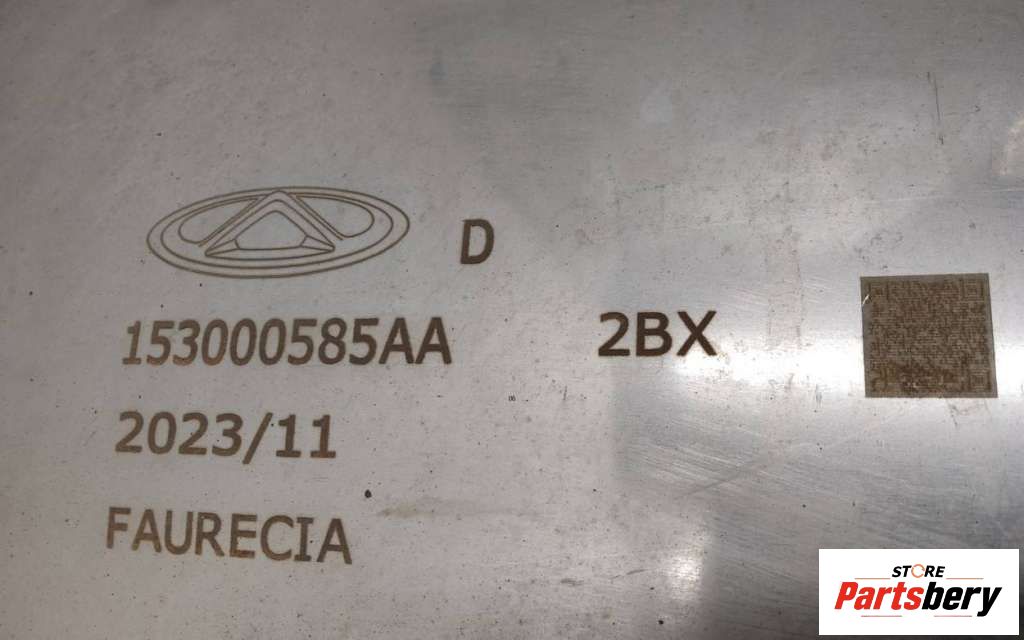 D
153000585AA 2BX
2023/11
FAURECIA
STORE
Partsbery